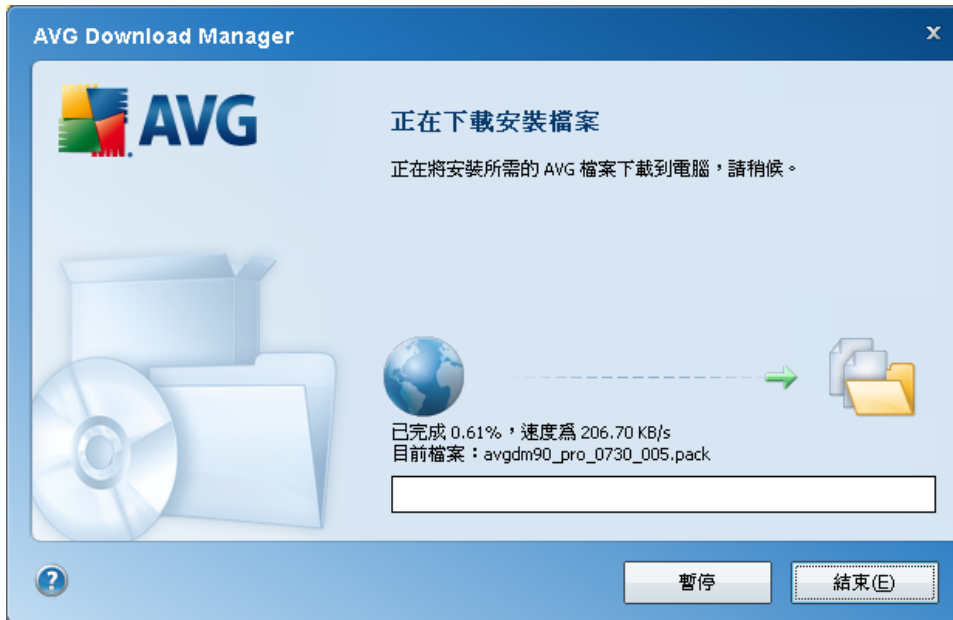 AVG Download Manager
x
AVG
正在下載安裝檔案
正在將安裝所需的 AVG 檔案下載到電腦，請稍候。
已完成 0.61%，速度爲 206.70 KB/s
目前檔案：avgdm90_pro_0730_005.pack
?
暫停
結束(E)